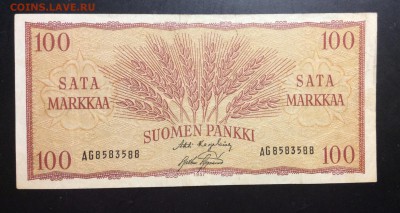 COINS.LAVE.RU
100 100
SATA SATA
MARKKAA MARKKAA
SUOMEN PANKKI
AG8583588 AG8583588
100 100